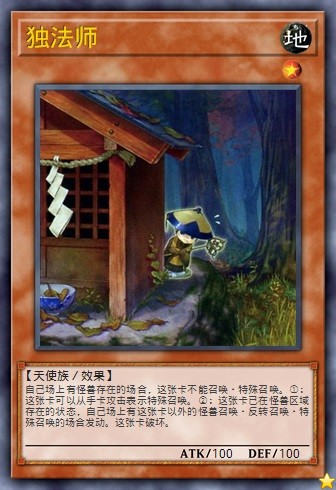 独法师
地
【天使族／效果】
自己场上有怪兽存在的场合，这张卡不能召唤·特殊召唤。①：
这张卡可以从手卡攻击表示特殊召唤。②：这张卡已在怪兽区域
存在的状态，自己场上有这张卡以外的怪兽召唤·反转召唤·特
殊召唤的场合发动。这张卡破坏。
ATK/100 DEF/100